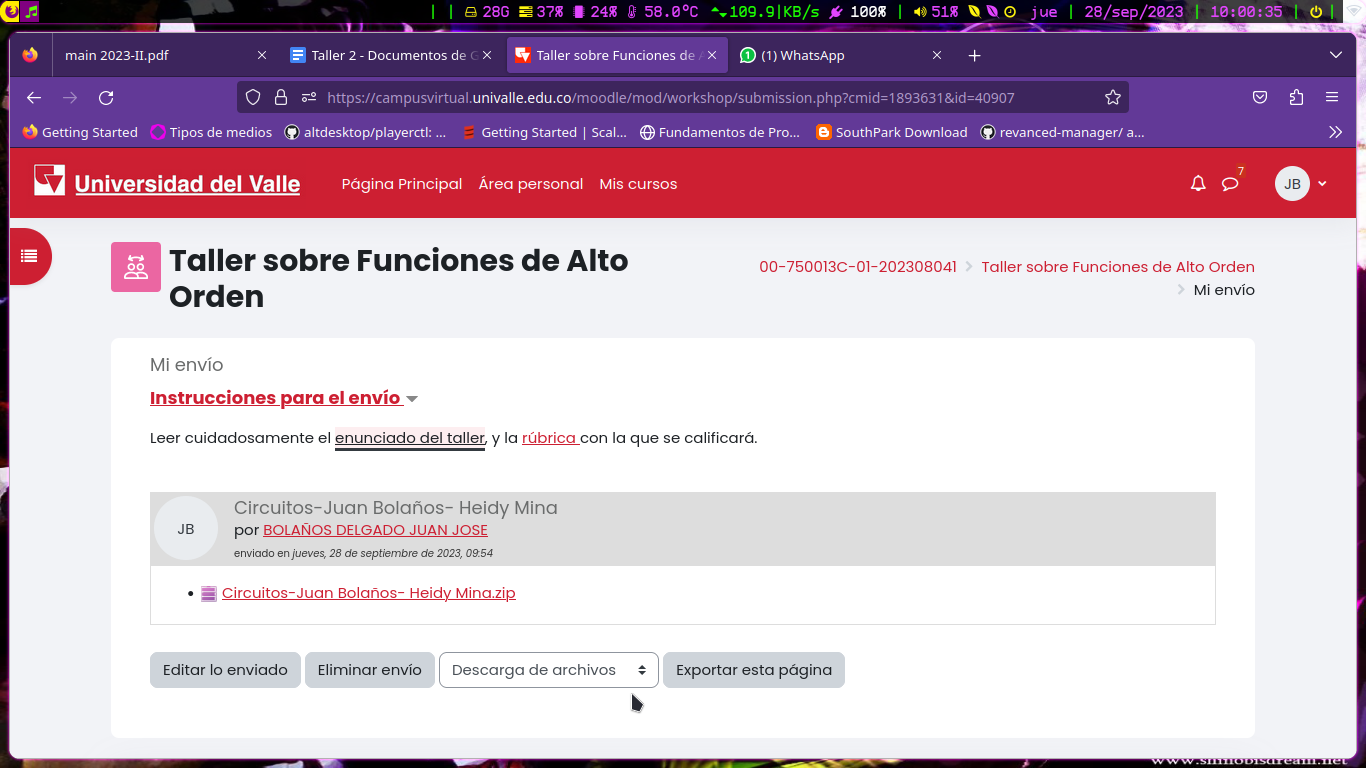 28G 37% 24% 58.0°C 109.9|KB/s 100% | 51% jue | 28/sep/2023 | 10:00:35 |
main 2023-II.pdf
Taller 2 - Documentos de G
Taller sobre Funciones de A
(1) WhatsApp
https://campusvirtual.univalle.edu.co/moodle/mod/workshop/submission.php?cmid=1893631&id=40907
Getting Started
Tipos de medios
altdesktop/playerctl: ...
Getting Started | Scal...
Fundamentos de Pro...
SouthPark Download
revanced-manager/ a...
Universidad del Valle
Página Principal Área personal Mis cursos
7
JB
Taller sobre Funciones de Alto
Orden
00-750013C-01-202308041 Taller sobre Funciones de Alto Orden
Mi envío
Mi envío
Instrucciones para el envío
Leer cuidadosamente el enunciado del taller, y la rúbrica con la que se calificará.
JB
Circuitos-Juan Bolaños- Heidy Mina
por BOLAÑOS DELGADO JUAN JOSE
enviado en jueves, 28 de septiembre de 2023, 09:54
Circuitos-Juan Bolaños- Heidy Mina.zip
Editar lo enviado
Eliminar envío
Descarga de archivos
Exportar esta página